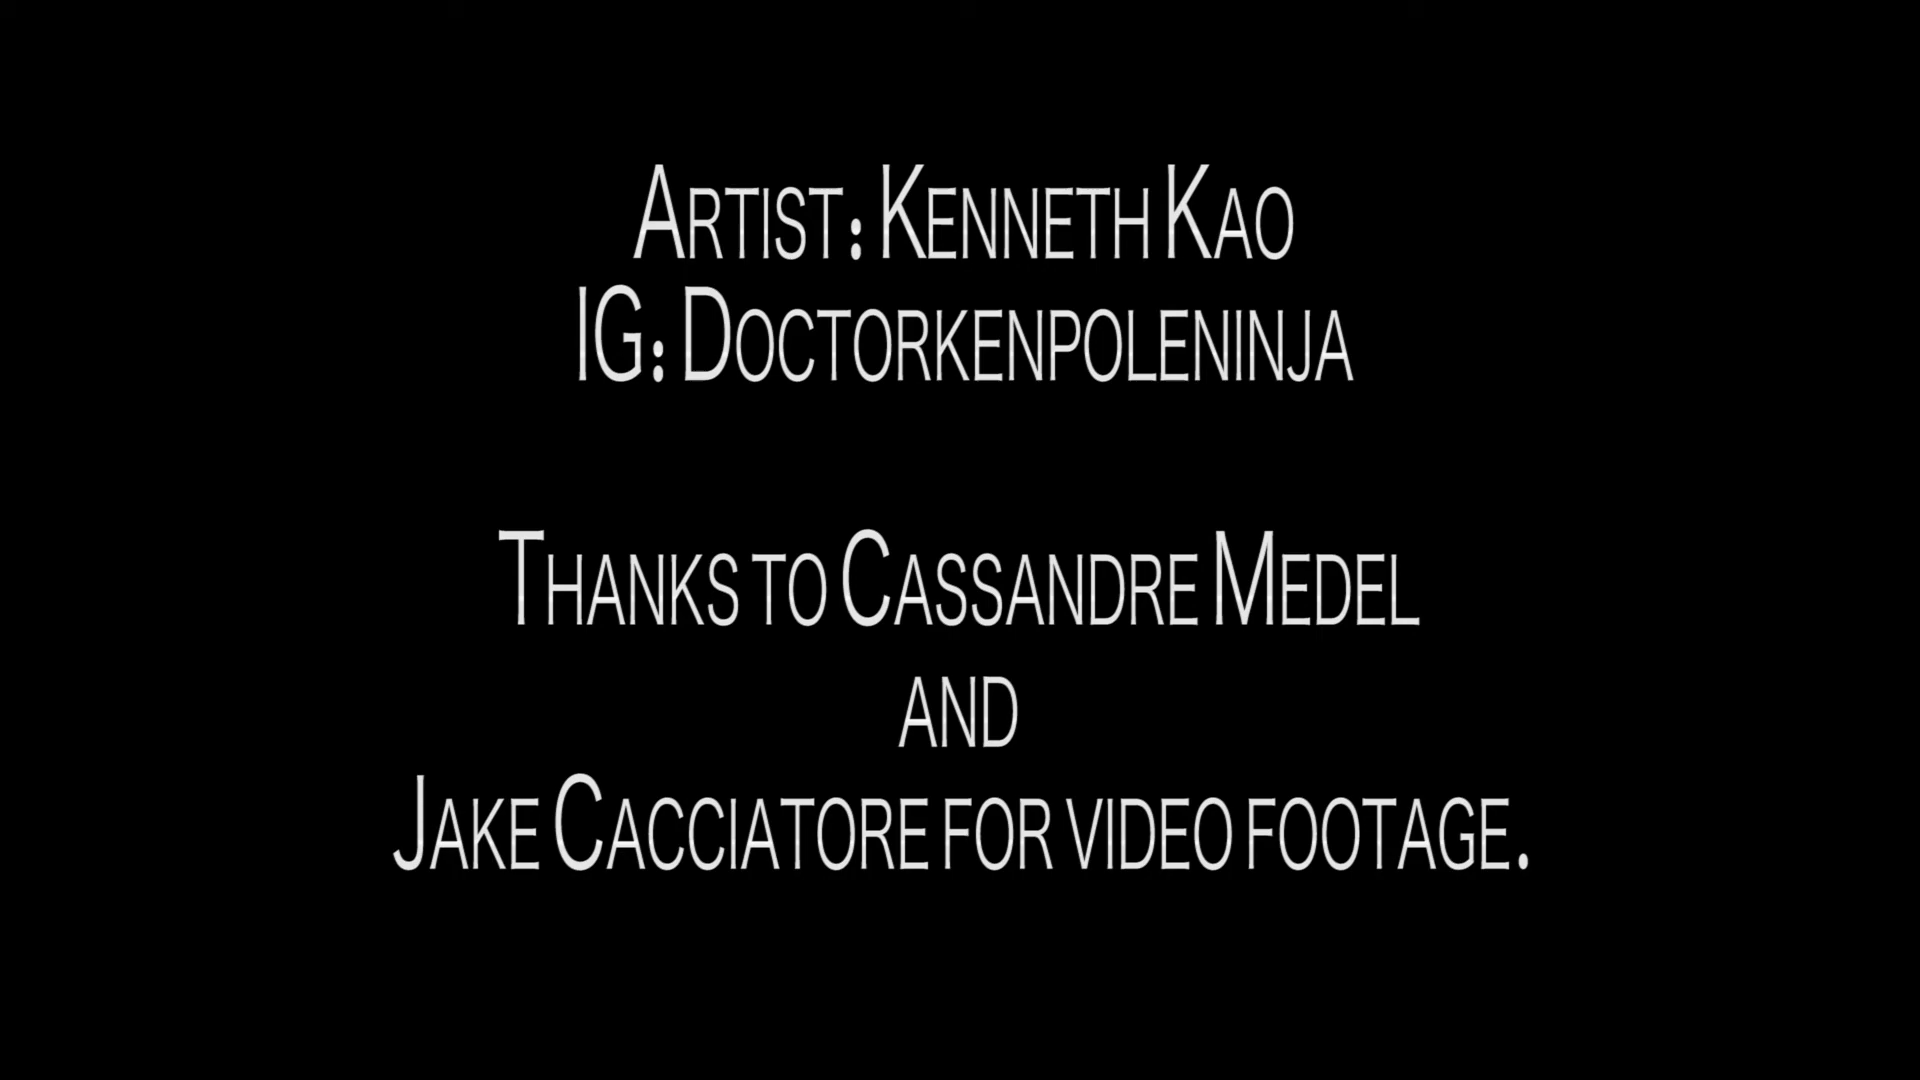 Artist: Kenneth Kao
IG: Doctorkenpoleninja
Thanks to Cassandre Medel
and
Jake Cacciatore for video footage.